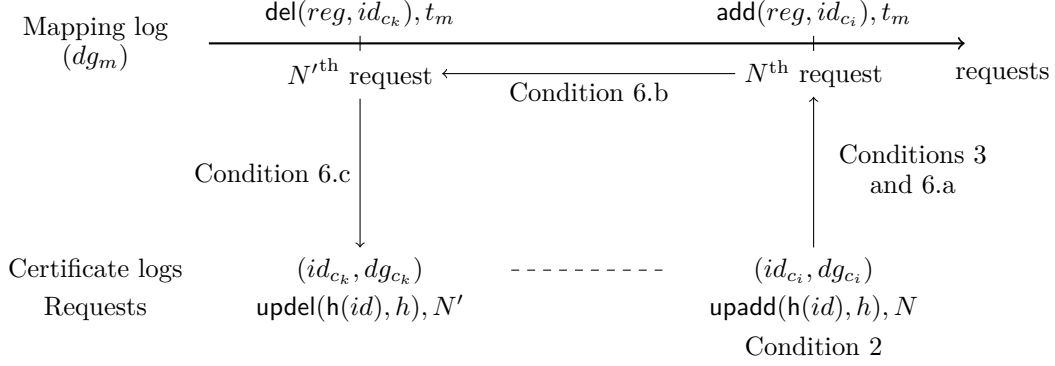 del(reg, id_{c_k}), t_m
add(reg, id_{c_i}), t_m
Mapping log
(dg_m)
N'^{th} request
N^{th} request
requests
Condition 6.b
Condition 6.c
Conditions 3
and 6.a
Certificate logs
(id_{c_k}, dg_{c_k})
(id_{c_i}, dg_{c_i})
Requests
updel(h(id), h), N'
upadd(h(id), h), N
Condition 2